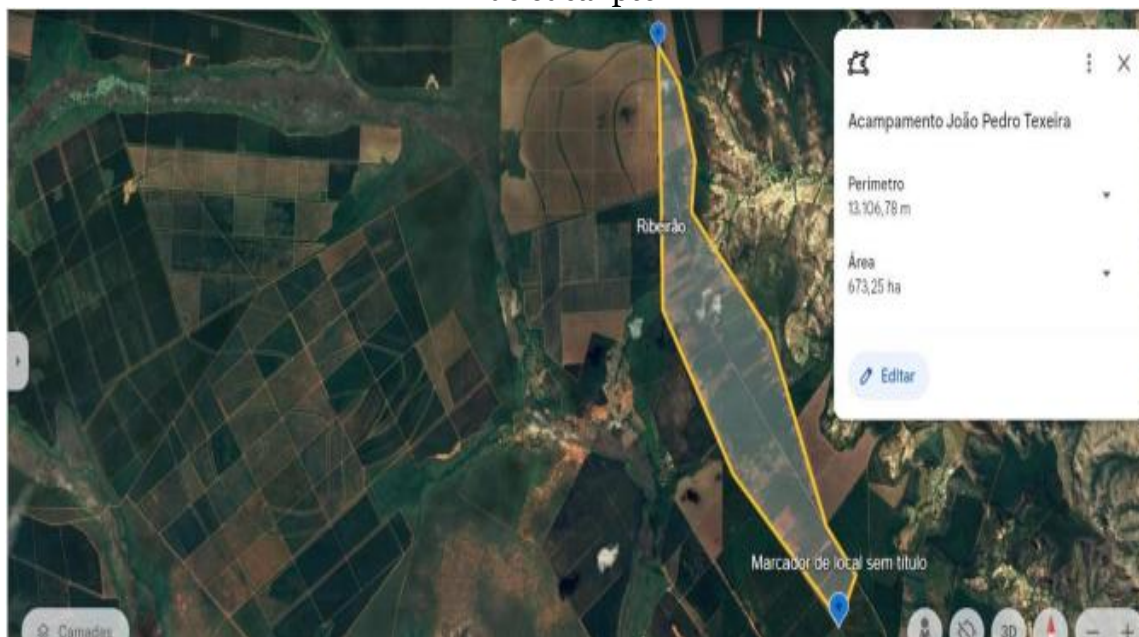 Acampamento João Pedro Texeira
Perímetro
13.106,78 m
Área
673,25 ha
Editar
Ribeirão
Marcador de local sem título
Camadas
3D